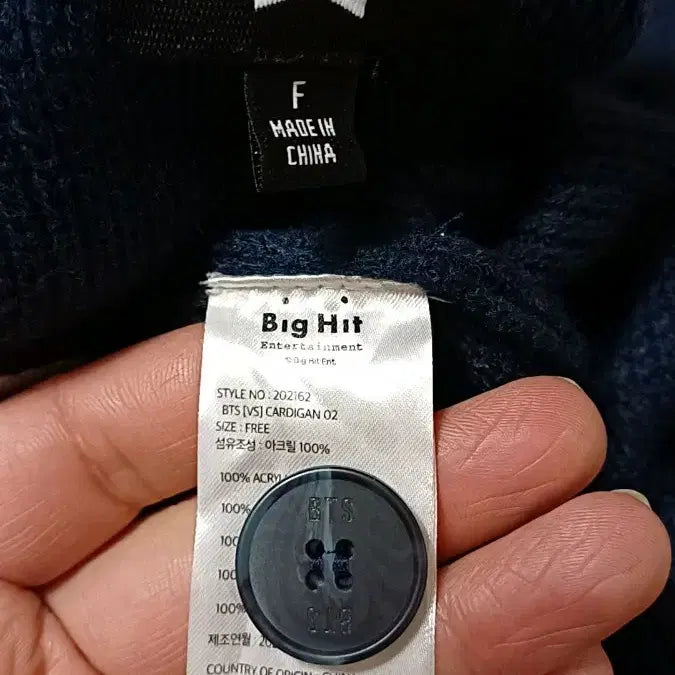 F
MADE IN
CHINA
Big Hit
Entertainment
© Big Hit Ent.
STYLE NO : 202162
BTS [VS] CARDIGAN 02
SIZE : FREE
섬유조성 : 아크릴 100%
100%
100%
100%
제조연월 :
COUNTRY OF ORIGIN :
BTS
BTS